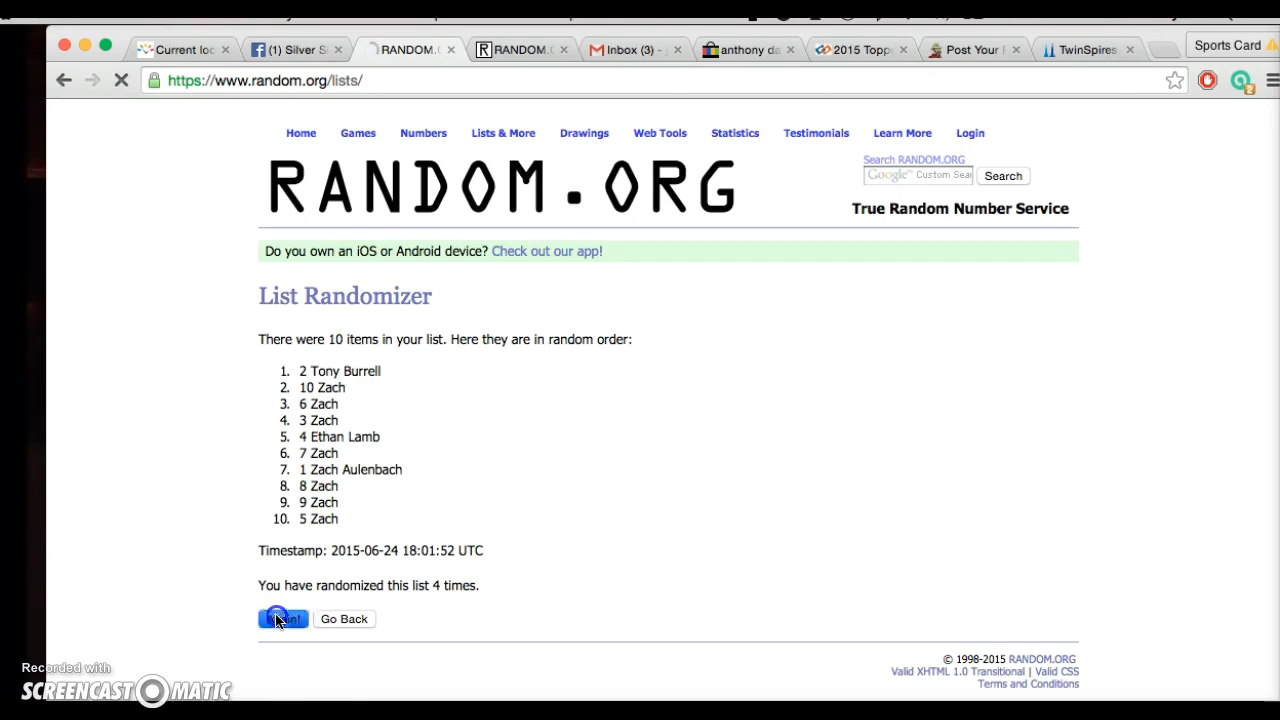 Current loc
(1) Silver S
RANDOM.
RANDOM.
Inbox (3) -
anthony da
2015 Topp
Post Your
TwinSpires
Sports Card
https://www.random.org/lists/
2
Home Games Numbers Lists & More Drawings Web Tools Statistics Testimonials Learn More Login
RANDOM.ORG
Search RANDOM.ORG
Google™ Custom Sear Search
True Random Number Service
Do you own an iOS or Android device? Check out our app!
List Randomizer
There were 10 items in your list. Here they are in random order:
1. 2 Tony Burrell
2. 10 Zach
3. 6 Zach
4. 3 Zach
5. 4 Ethan Lamb
6. 7 Zach
7. 1 Zach Aulenbach
8. 8 Zach
9. 9 Zach
10. 5 Zach
Timestamp: 2015-06-24 18:01:52 UTC
You have randomized this list 4 times.
Go Back
© 1998-2015 RANDOM.ORG
Valid XHTML 1.0 Transitional | Valid CSS
Terms and Conditions
Recorded with
SCREENCAST MATIC